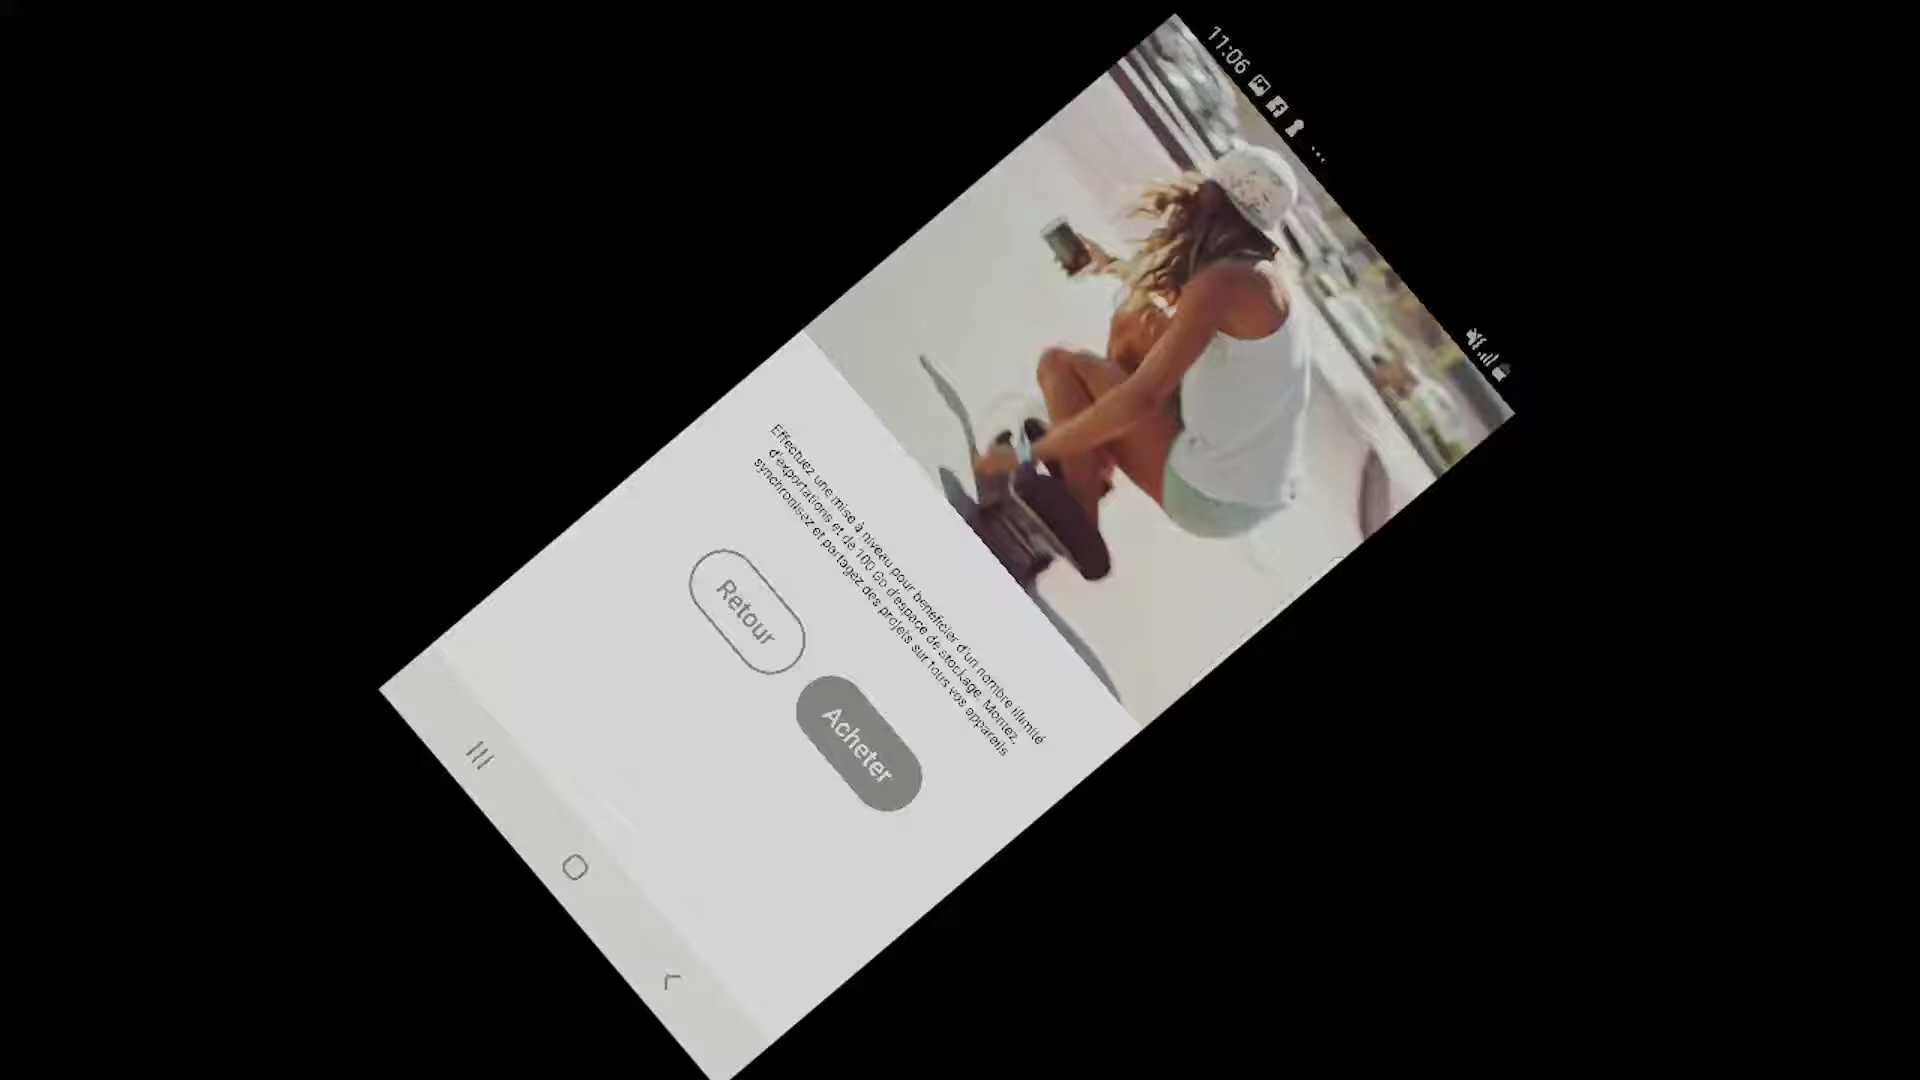 11:06
Effectuez une mise à niveau pour bénéficier d'un nombre illimité
d'exportations et de 100 Go d'espace de stockage. Montez,
synchronisez et partagez des projets sur tous vos appareils
Retour
Acheter